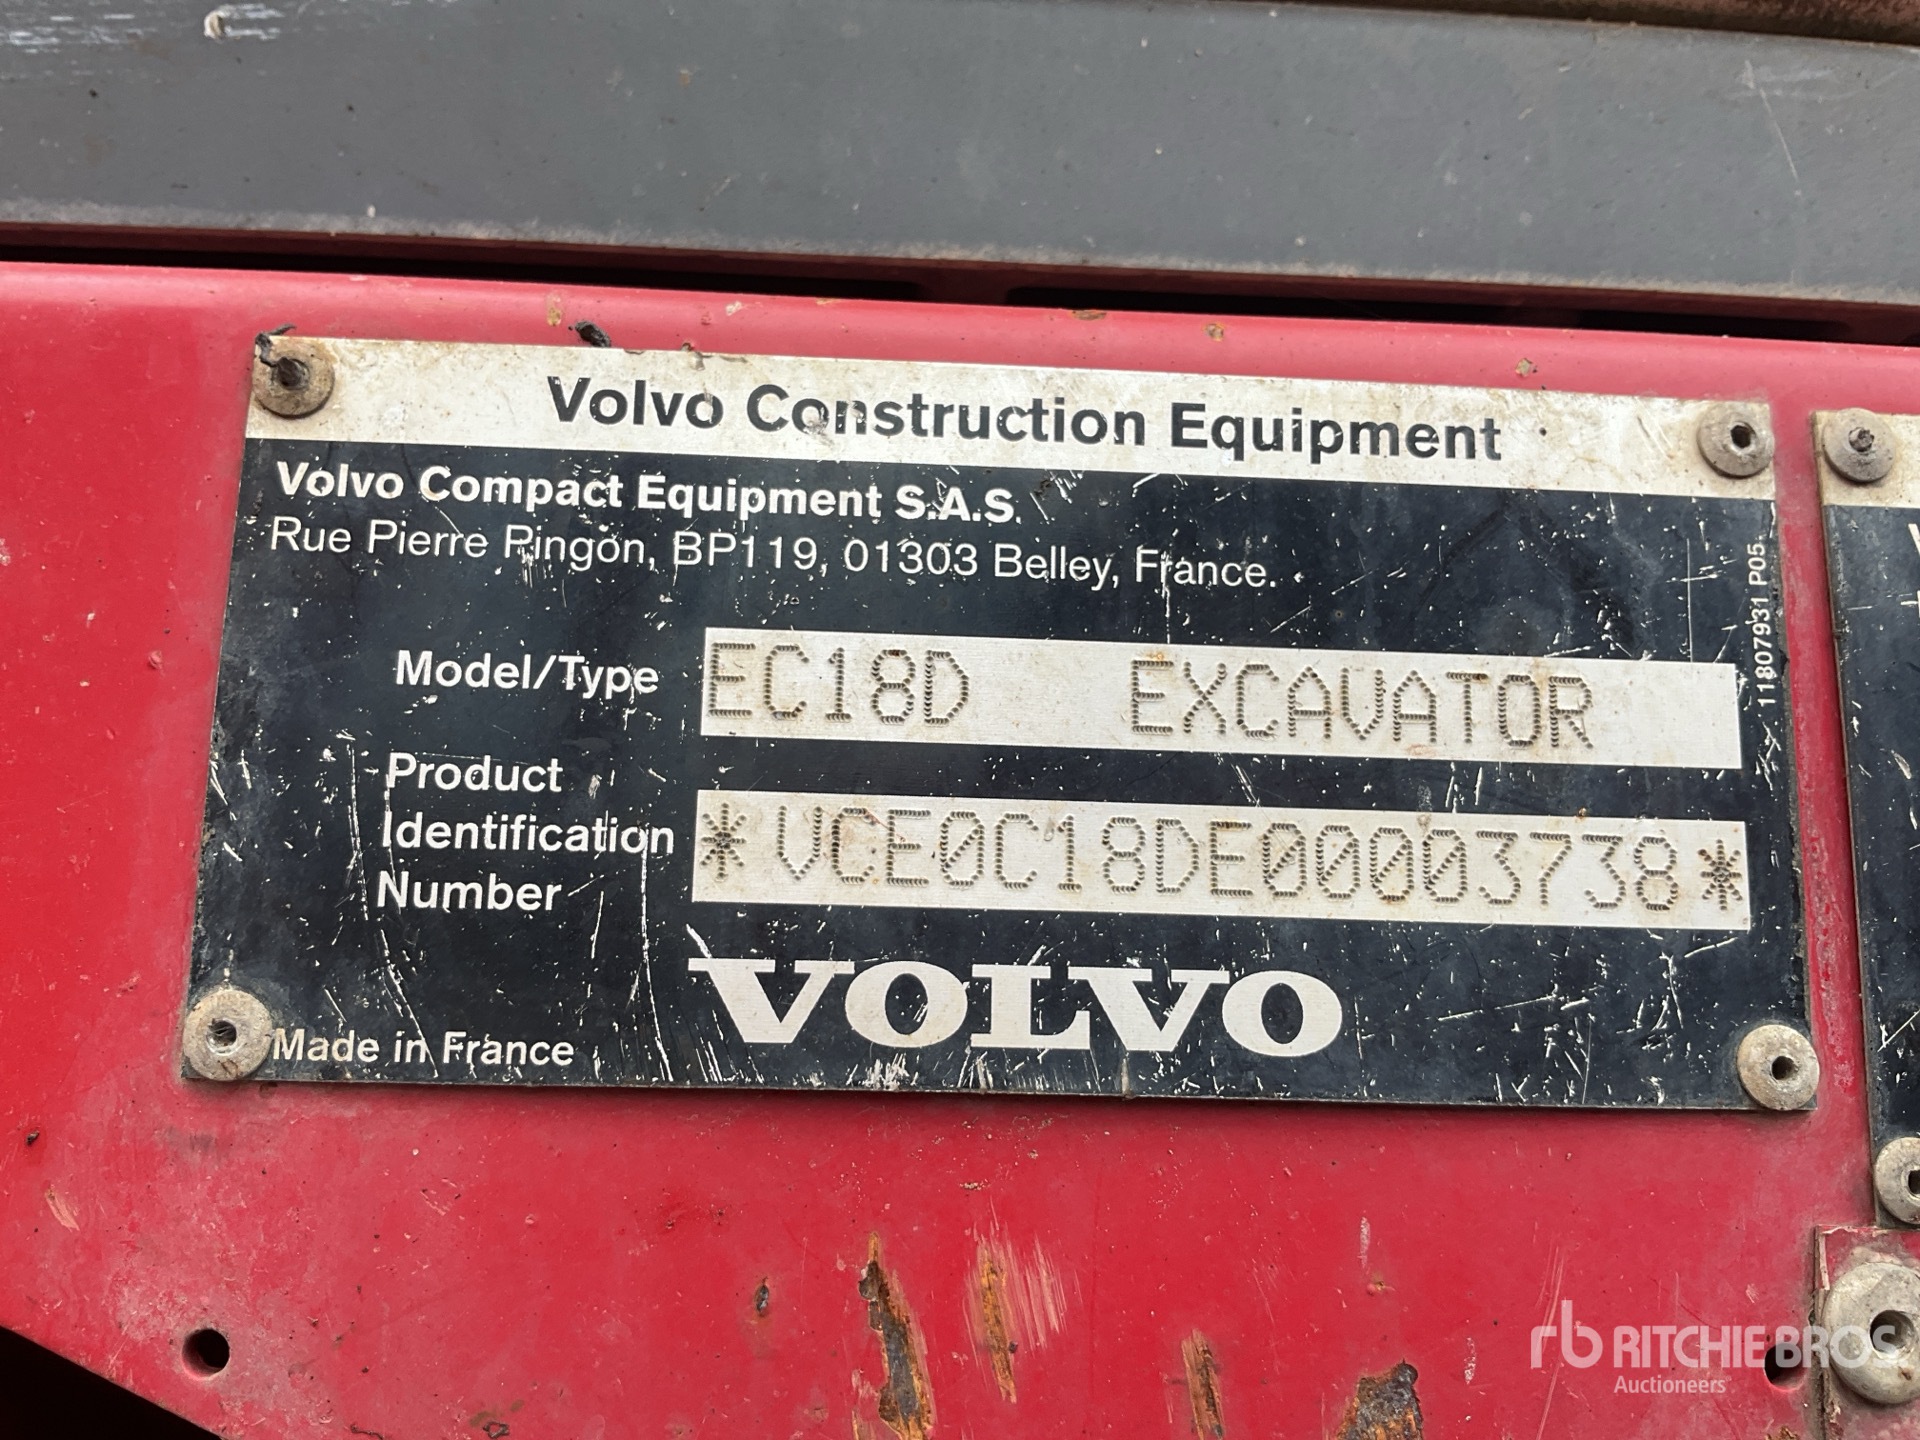 Volvo Construction Equipment
Volvo Compact Equipment S.A.S.
Rue Pierre Pingon, BP119, 01303 Belley, France.
Model/Type EC18D EXCAVATOR
Product
Identification
Number
*VCE0C18DE00003738*
11807931 P05
VOLVO
Made in France
rb RITCHIE BROS
Auctioneers